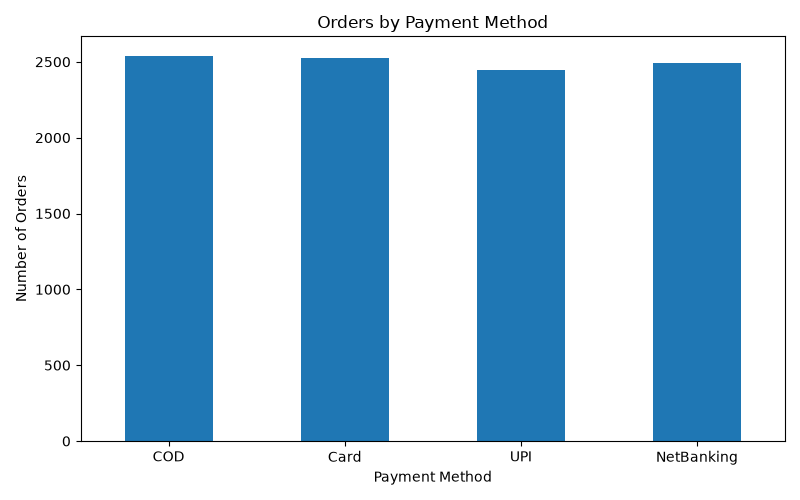 Orders by Payment Method
Number of Orders
2500
2000
1500
1000
500
0
COD Card UPI NetBanking
Payment Method